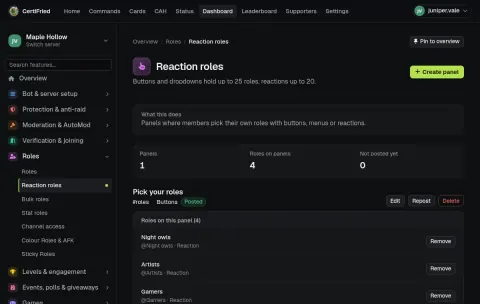 CertiFried
Home
Commands
Cards
CAH
Status
Dashboard
Leaderboard
Supporters
Settings
JV
juniper.vale
JV
Maple Hollow
Switch server
Search features...
Overview
Bot & server setup
Protection & anti-raid
Moderation & AutoMod
Verification & joining
Roles
Roles
Reaction roles
Bulk roles
Stat roles
Channel access
Colour Roles & AFK
Sticky Roles
Levels & engagement
Events, polls & giveaways
Games
Overview
Roles
Reaction roles
Pin to overview
Reaction roles
Buttons and dropdowns hold up to 25 roles, reactions up to 20.
+ Create panel
What this does
Panels where members pick their own roles with buttons, menus or reactions.
Panels
1
Roles on panels
4
Not posted yet
0
Pick your roles
#roles
Buttons
Posted
Edit
Repost
Delete
Roles on this panel (4)
Night owls
@Night owls · Reaction
Remove
Artists
@Artists · Reaction
Remove
Gamers
@Gamers · Reaction
Remove